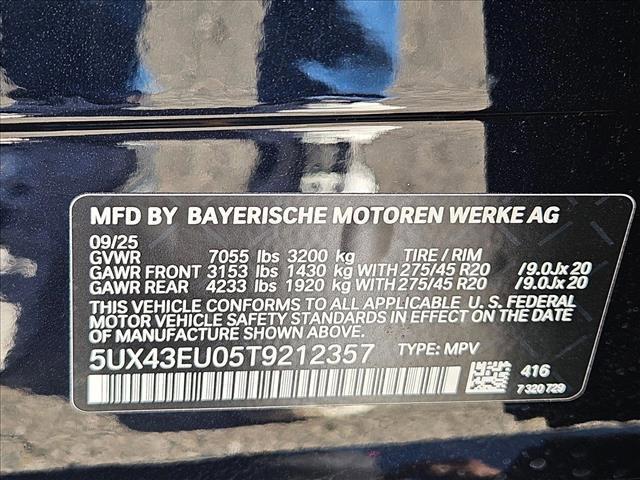 MFD BY BAYERISCHE MOTOREN WERKE AG
09/25
GVWR 7055 lbs 3200 kg TIRE / RIM
GAWR FRONT 3153 lbs 1430 kg WITH 275/45 R20 /9.0Jx20
GAWR REAR 4233 lbs 1920 kg WITH 275/45 R20 /9.0Jx20
THIS VEHICLE CONFORMS TO ALL APPLICABLE U. S. FEDERAL
MOTOR VEHICLE SAFETY STANDARDS IN EFFECT ON THE DATE
OF MANUFACTURE SHOWN ABOVE.
5UX43EU05T9212357 TYPE: MPV
416
7 320 729